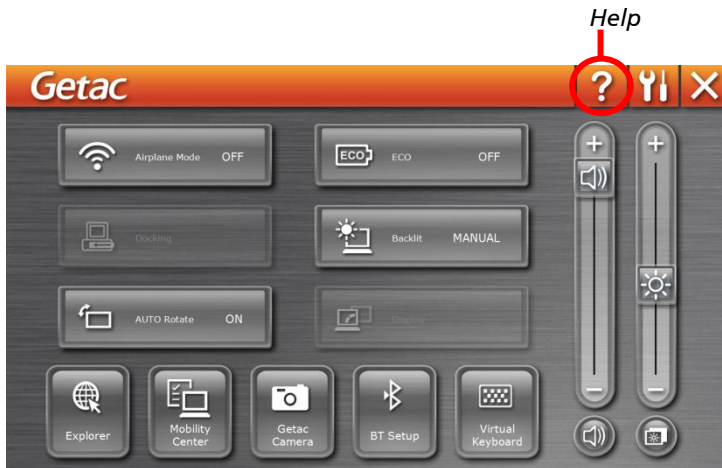 Help
Getac
?
Airplane Mode OFF
ECO ECO OFF
Docking
Backlit MANUAL
AUTO Rotate ON
Display
Explorer
Mobility
Center
Getac
Camera
BT Setup
Virtual
Keyboard